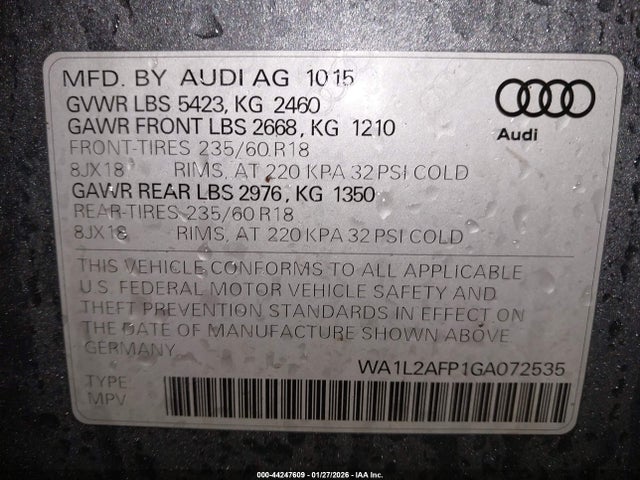 MFD. BY AUDI AG 1015
GVWR LBS 5423, KG 2460
GAWR FRONT LBS 2668, KG 1210
FRONT-TIRES 235/60 R18
8JX18 RIMS, AT 220 KPA 32 PSI COLD
GAWR REAR LBS 2976, KG 1350
REAR-TIRES 235/60 R18
8JX18 RIMS, AT 220 KPA 32 PSI COLD
Audi
THIS VEHICLE CONFORMS TO ALL APPLICABLE
U.S. FEDERAL MOTOR VEHICLE SAFETY AND
THEFT PREVENTION STANDARDS IN EFFECT ON
THE DATE OF MANUFACTURE SHOWN ABOVE
GERMANY
WA1L2AFP1GA072535
TYPE:
MPV
000-44247609 - 01/27/2026 - IAA Inc.